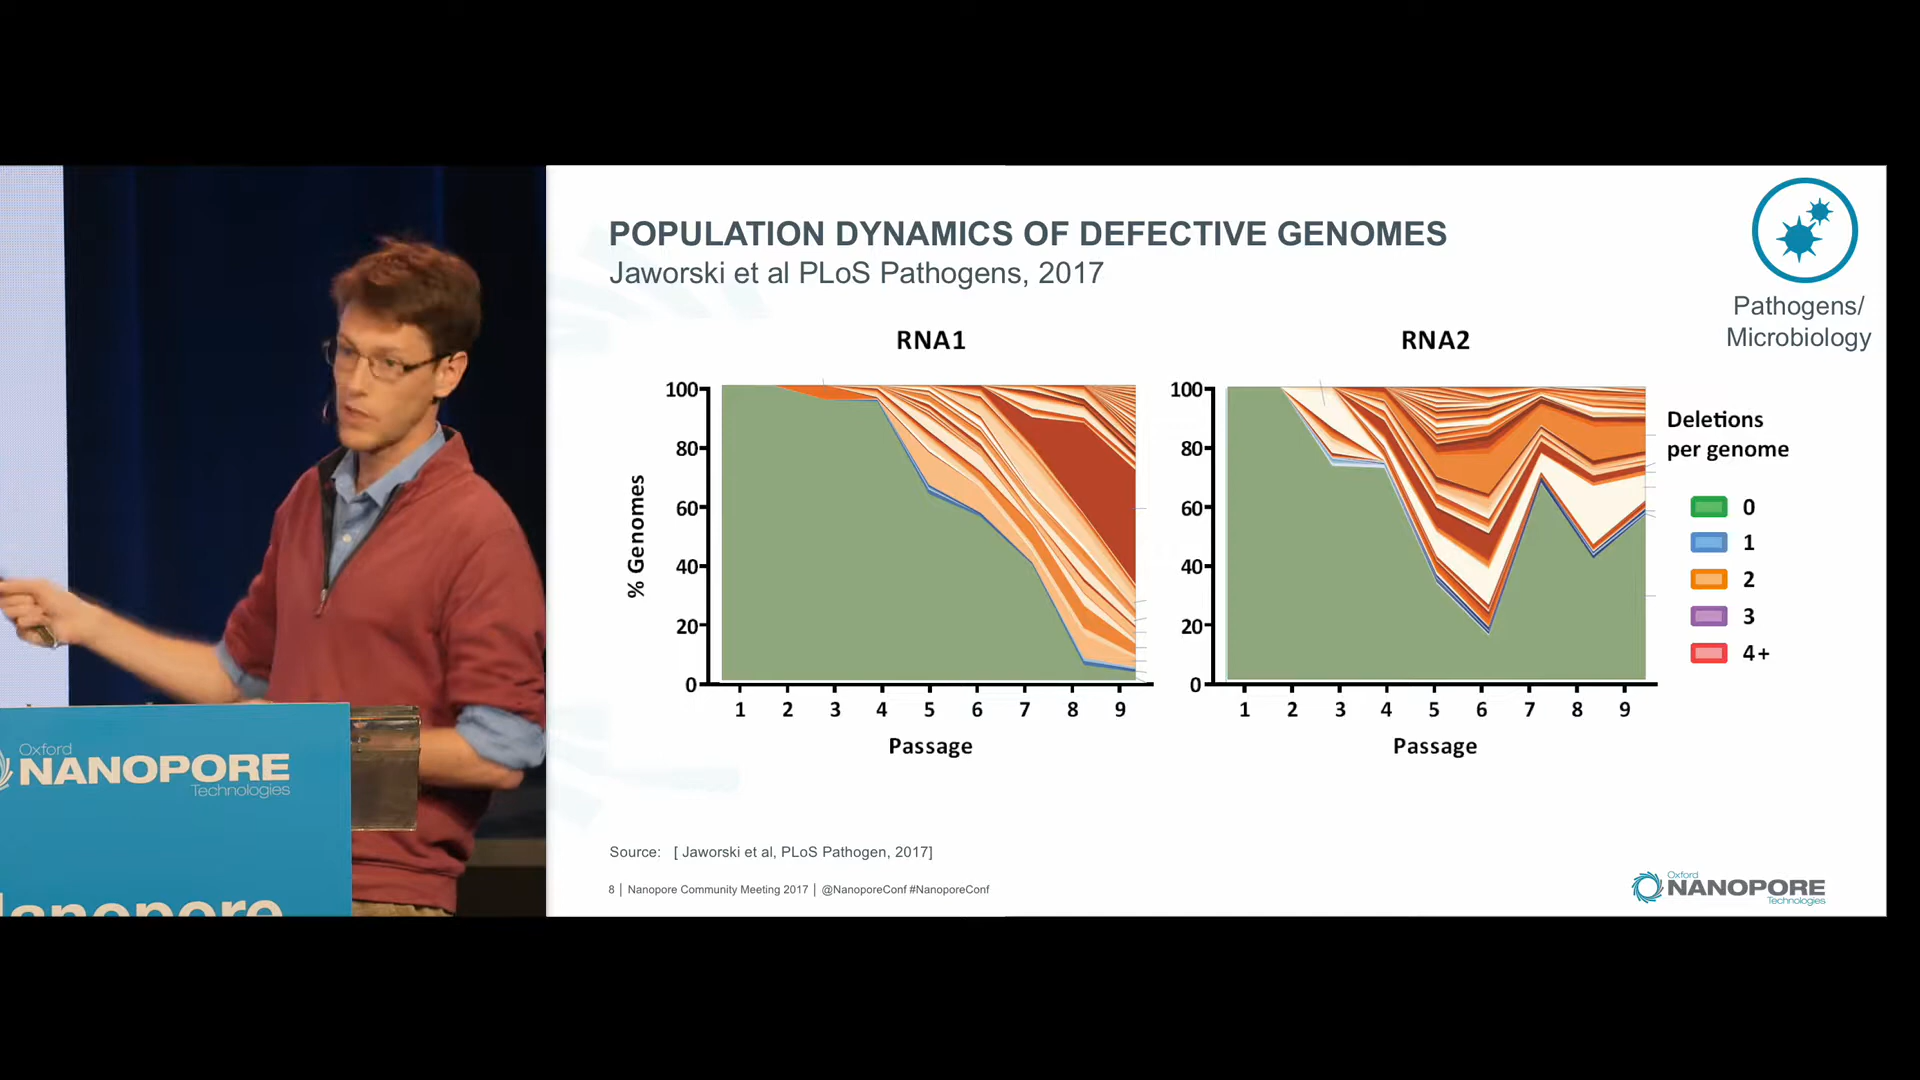 POPULATION DYNAMICS OF DEFECTIVE GENOMES
Jaworski et al PLoS Pathogens, 2017
Pathogens/
Microbiology
RNA1
RNA2
100
80
60
40
20
0
% Genomes
1 2 3 4 5 6 7 8 9
Passage
100
80
60
40
20
0
1 2 3 4 5 6 7 8 9
Passage
Deletions
per genome
0
1
2
3
4+
Source: [ Jaworski et al, PLoS Pathogen, 2017]
8 | Nanopore Community Meeting 2017 | @NanoporeConf #NanoporeConf
Oxford
NANOPORE
Technologies
Oxford
NANOPORE
Technologies
anopore